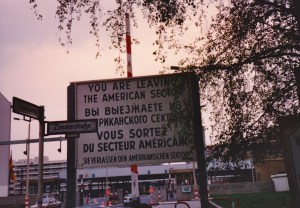 Zimmerstraße
YOU ARE LEAVING
THE AMERICAN SECTOR
ВЫ ВЫЕЗЖАЕТЕ ИЗ
АМЕРИКАНСКОГО СЕКТОРА
VOUS SORTEZ
DU SECTEUR AMÉRICAIN
SIE VERLASSEN DEN AMERIKANISCHEN SEKTOR